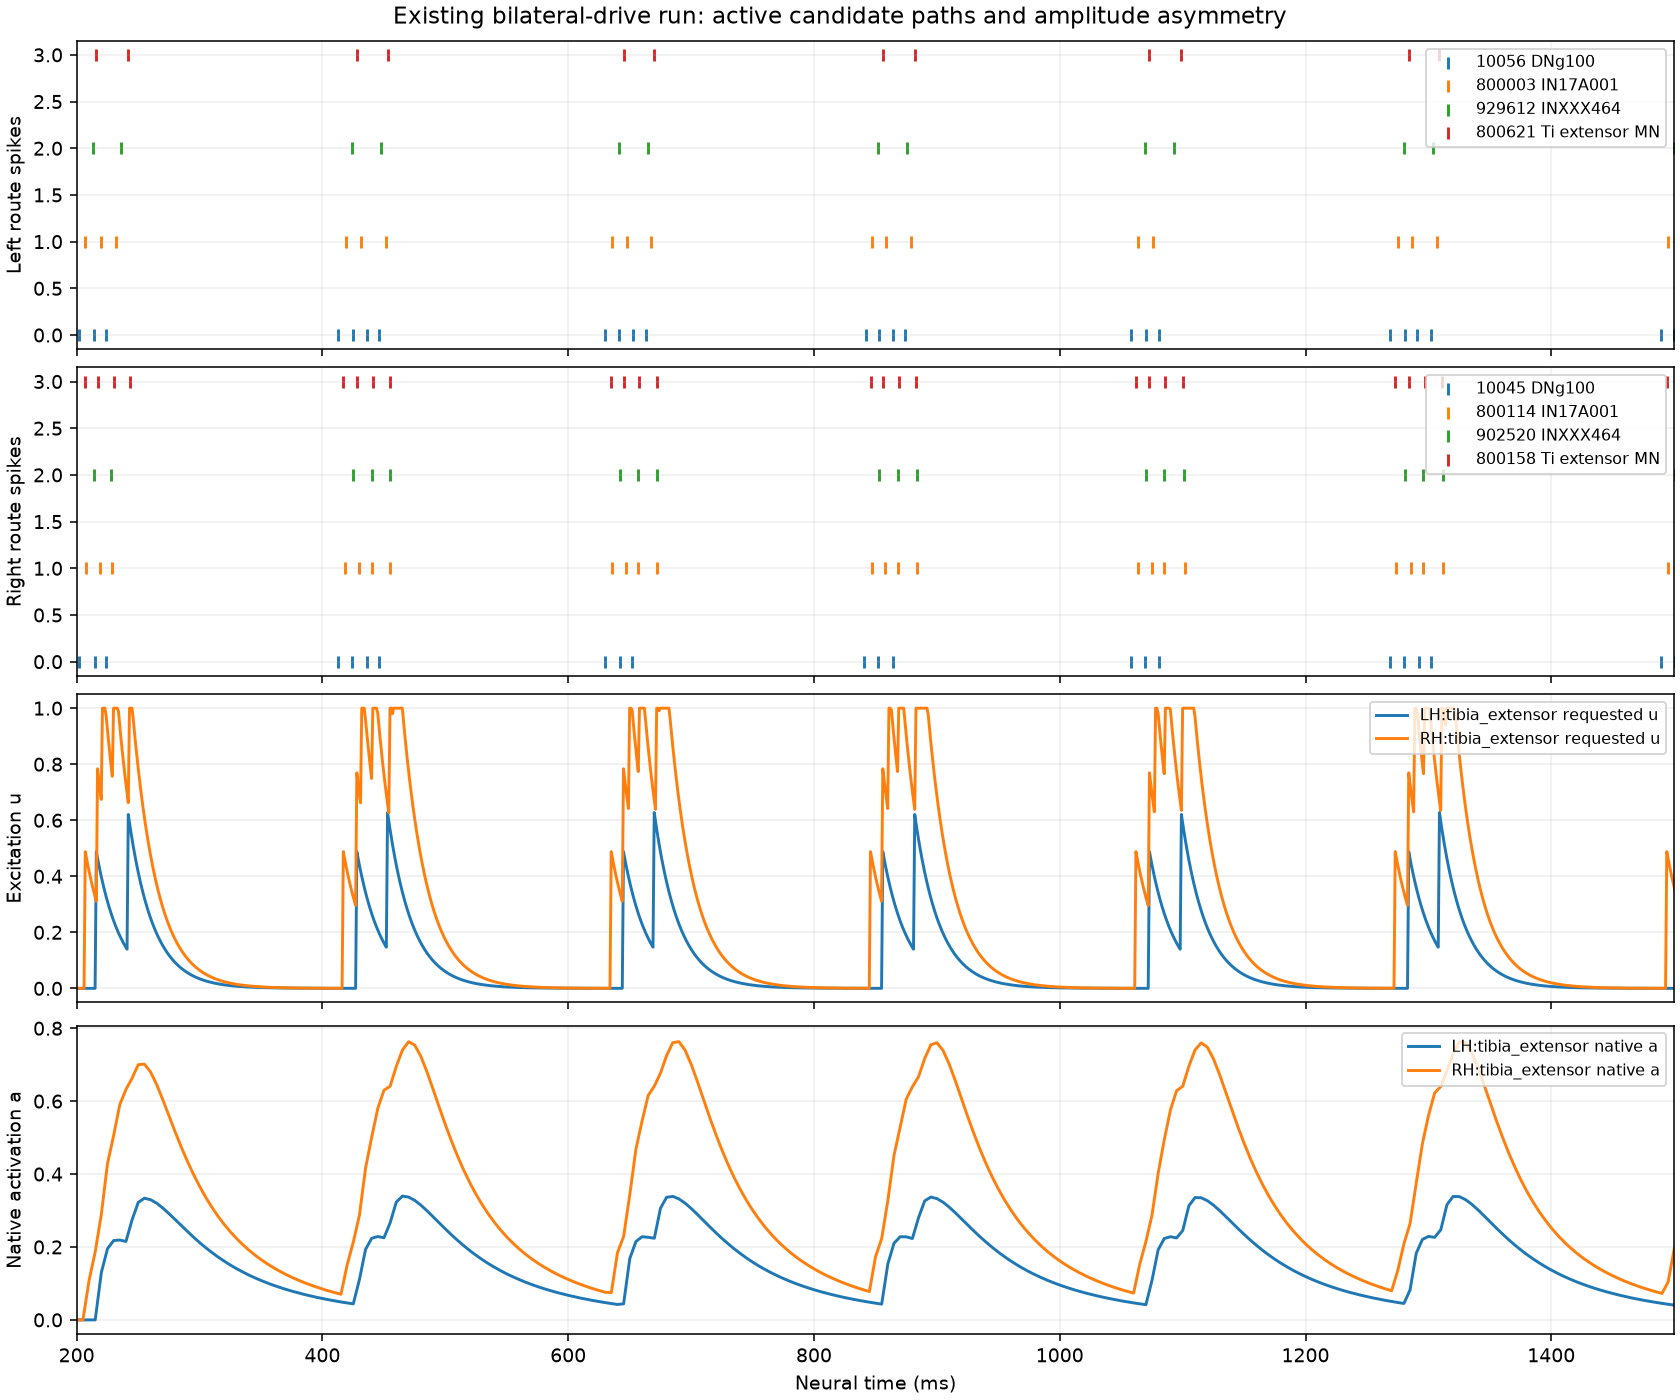 Existing bilateral-drive run: active candidate paths and amplitude asymmetry
Left route spikes
3.0
2.5
2.0
1.5
1.0
0.5
0.0
10056 DNg100
800003 IN17A001
929612 INXXX464
800621 Ti extensor MN
Right route spikes
3.0
2.5
2.0
1.5
1.0
0.5
0.0
10045 DNg100
800114 IN17A001
902520 INXXX464
800158 Ti extensor MN
Excitation u
1.0
0.8
0.6
0.4
0.2
0.0
LH:tibia_extensor requested u
RH:tibia_extensor requested u
Native activation a
0.8
0.6
0.4
0.2
0.0
LH:tibia_extensor native a
RH:tibia_extensor native a
200 400 600 800 1000 1200 1400
Neural time (ms)